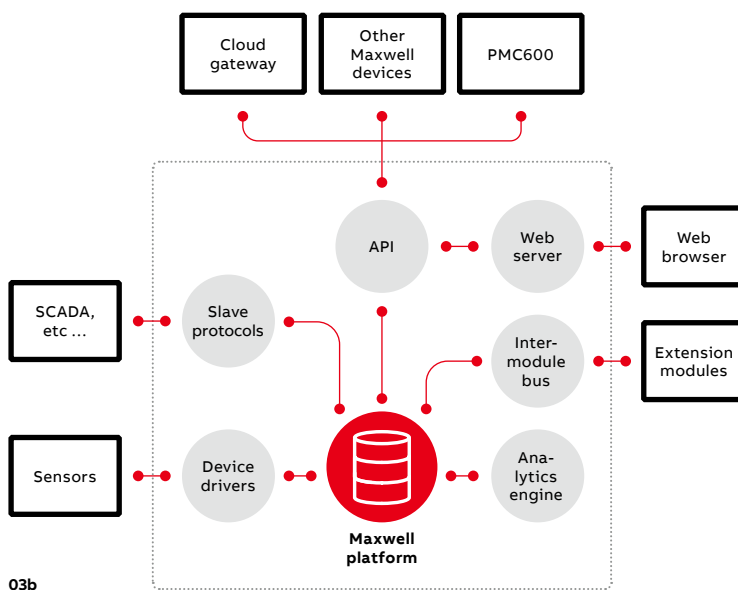 Cloud
gateway
Other
Maxwell
devices
PMC600
API
Web
server
Web
browser
SCADA,
etc ...
Slave
protocols
Inter-
module
bus
Extension
modules
Sensors
Device
drivers
Ana-
lytics
engine
Maxwell
platform
03b